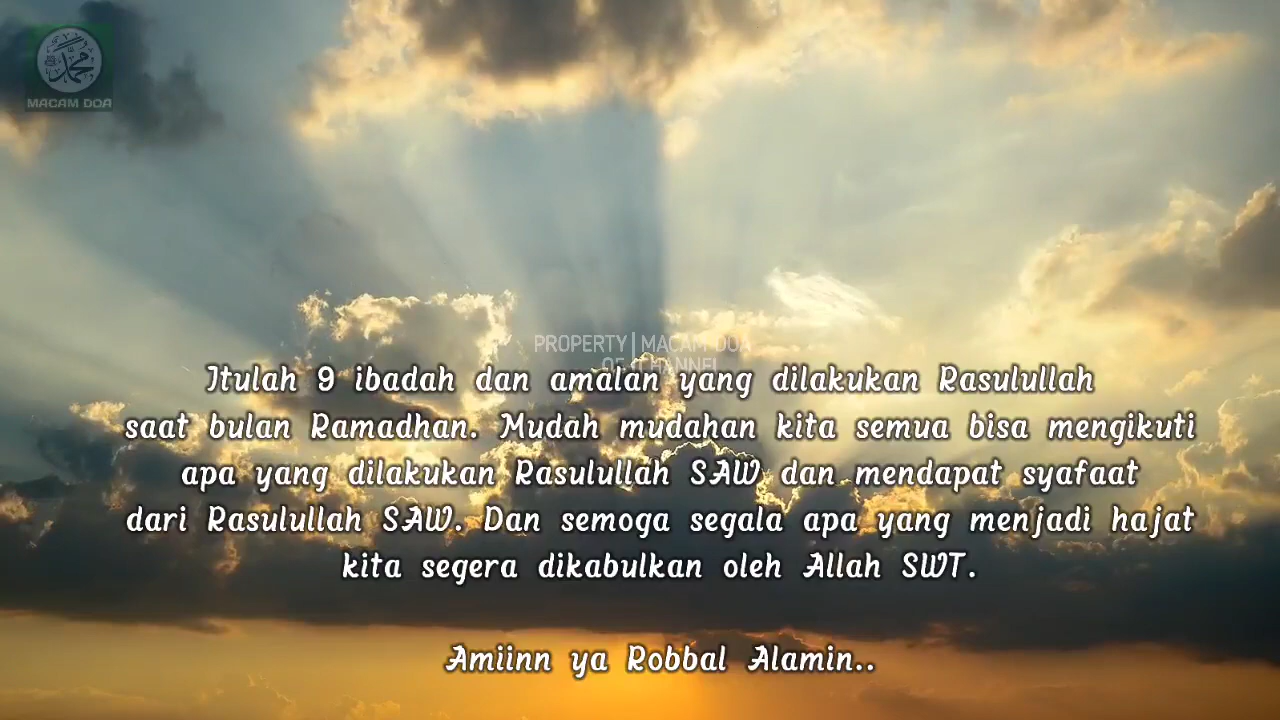 MACAM DOA
PROPERTY | MACAM DOA
OF CHANNEL
Itulah 9 ibadah dan amalan yang dilakukan Rasulullah
saat bulan Ramadhan. Mudah mudahan kita semua bisa mengikuti
apa yang dilakukan Rasulullah SAW dan mendapat syafaat
dari Rasulullah SAW. Dan semoga segala apa yang menjadi hajat
kita segera dikabulkan oleh Allah SWT.
Amiinn ya Robbal Alamin..